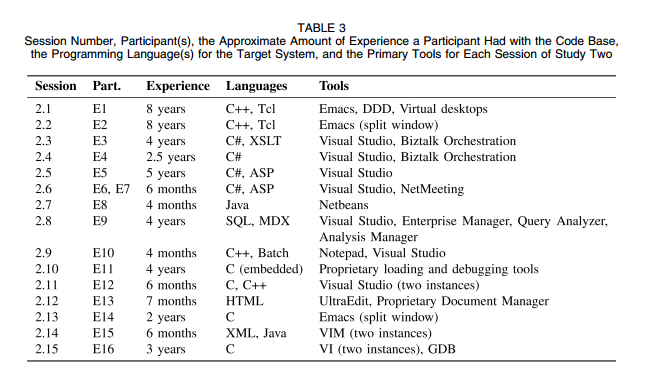 TABLE 3
Session Number, Participant(s), the Approximate Amount of Experience a Participant Had with the Code Base,
the Programming Language(s) for the Target System, and the Primary Tools for Each Session of Study Two
Session Part. Experience Languages Tools
2.1 E1 8 years C++, Tcl Emacs, DDD, Virtual desktops
2.2 E2 8 years C++, Tcl Emacs (split window)
2.3 E3 4 years C#, XSLT Visual Studio, Biztalk Orchestration
2.4 E4 2.5 years C# Visual Studio, Biztalk Orchestration
2.5 E5 5 years C#, ASP Visual Studio
2.6 E6, E7 6 months C#, ASP Visual Studio, NetMeeting
2.7 E8 4 months Java Netbeans
2.8 E9 4 years SQL, MDX Visual Studio, Enterprise Manager, Query Analyzer,
Analysis Manager
2.9 E10 4 months C++, Batch Notepad, Visual Studio
2.10 E11 4 years C (embedded) Proprietary loading and debugging tools
2.11 E12 6 months C, C++ Visual Studio (two instances)
2.12 E13 7 months HTML UltraEdit, Proprietary Document Manager
2.13 E14 2 years C Emacs (split window)
2.14 E15 6 months XML, Java VIM (two instances)
2.15 E16 3 years C VI (two instances), GDB